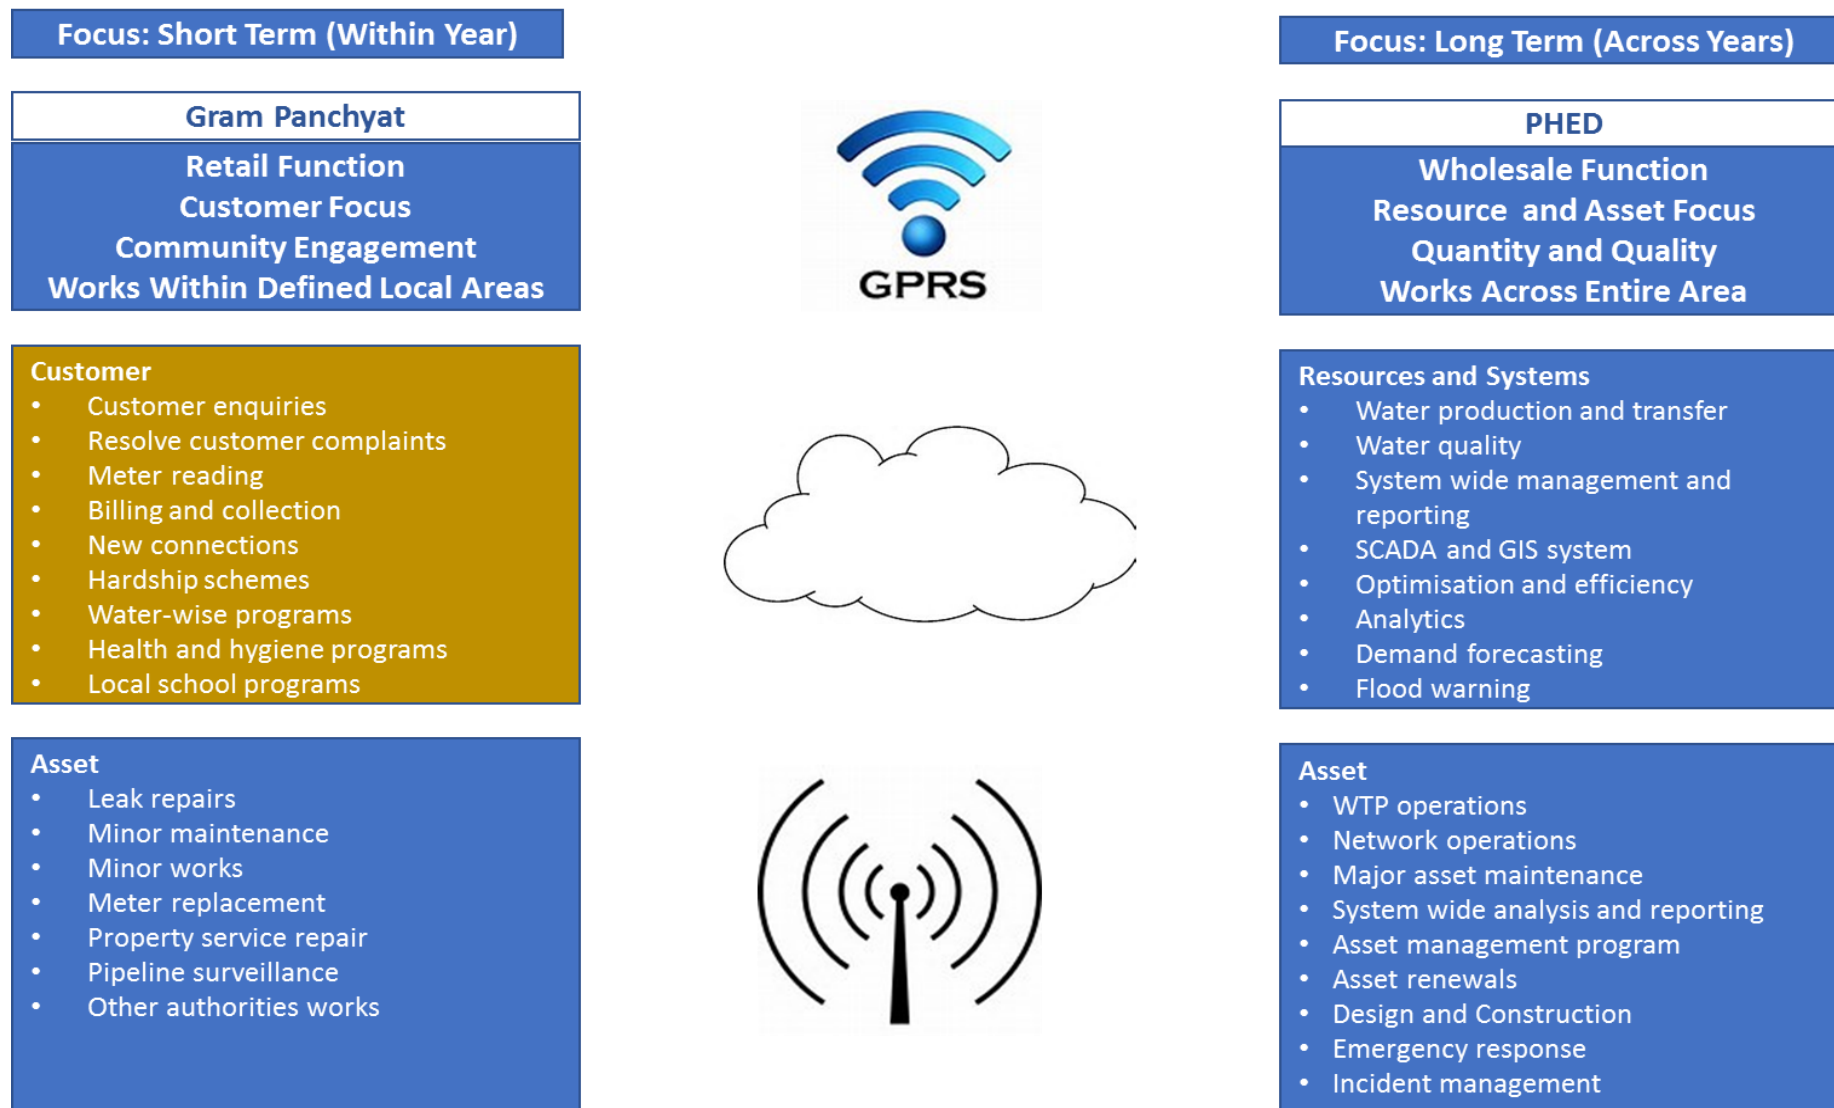 Focus: Short Term (Within Year)
Gram Panchyat
Retail Function
Customer Focus
Community Engagement
Works Within Defined Local Areas
Customer
• Customer enquiries
• Resolve customer complaints
• Meter reading
• Billing and collection
• New connections
• Hardship schemes
• Water-wise programs
• Health and hygiene programs
• Local school programs
Asset
• Leak repairs
• Minor maintenance
• Minor works
• Meter replacement
• Property service repair
• Pipeline surveillance
• Other authorities works
GPRS
Focus: Long Term (Across Years)
PHED
Wholesale Function
Resource and Asset Focus
Quantity and Quality
Works Across Entire Area
Resources and Systems
• Water production and transfer
• Water quality
• System wide management and
reporting
• SCADA and GIS system
• Optimisation and efficiency
• Analytics
• Demand forecasting
• Flood warning
Asset
• WTP operations
• Network operations
• Major asset maintenance
• System wide analysis and reporting
• Asset management program
• Asset renewals
• Design and Construction
• Emergency response
• Incident management